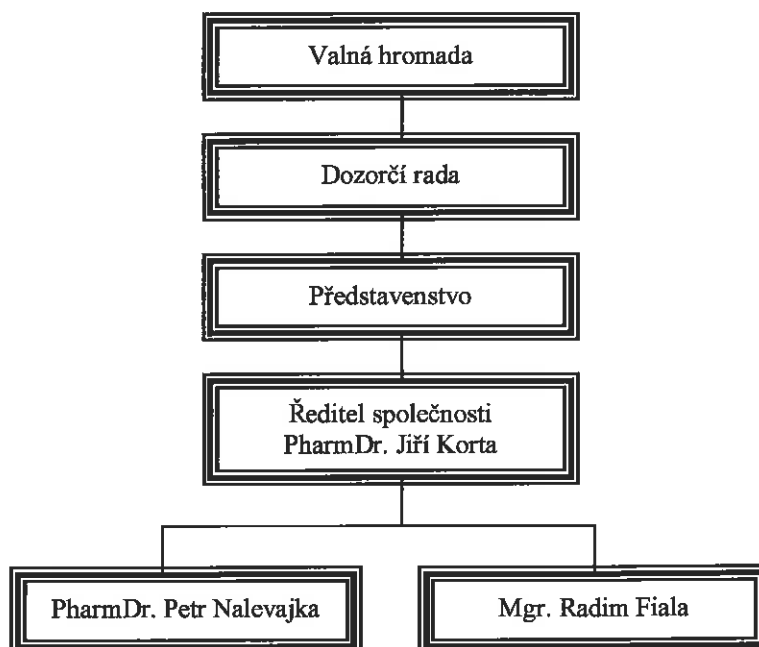 Valná hromada
Dozorčí rada
Představenstvo
Ředitel společnosti
PharmDr. Jiří Korta
PharmDr. Petr Nalevajka
Mgr. Radim Fiala